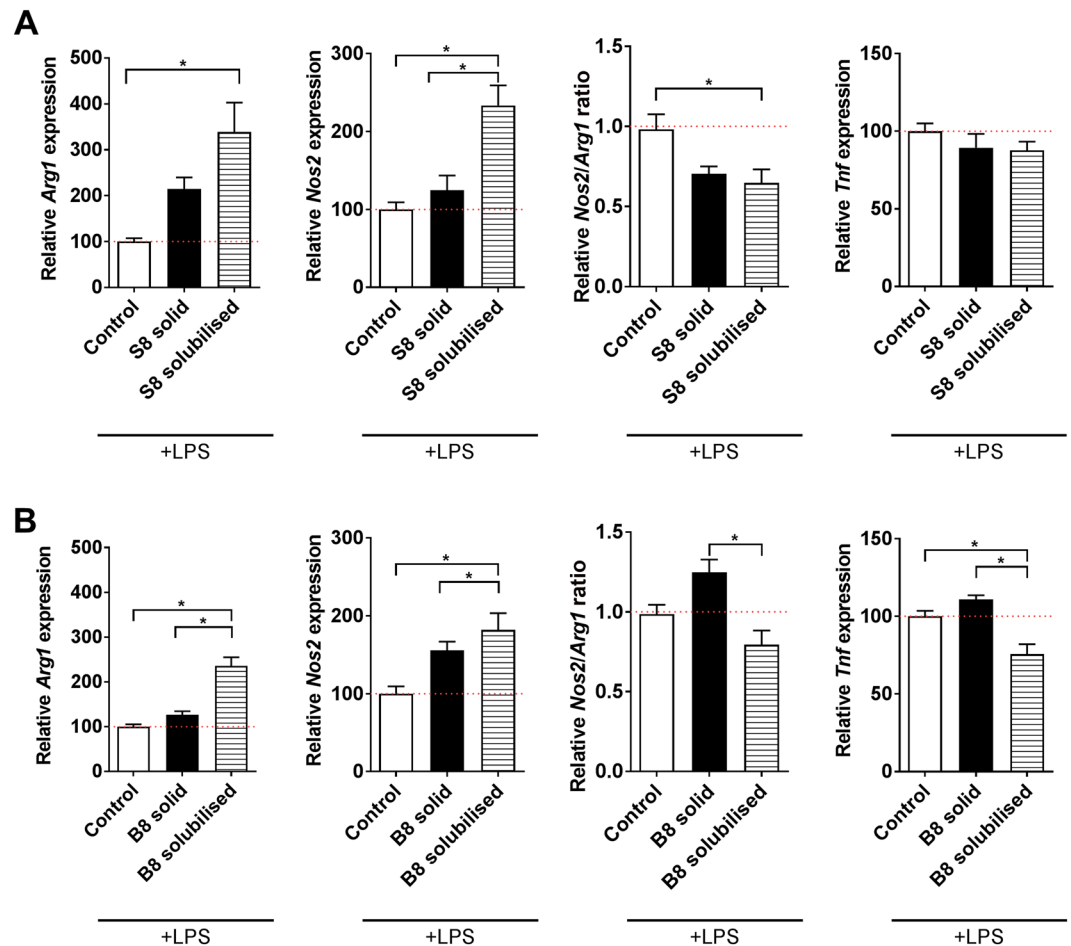 A
Relative Arg1 expression
500
400
300
200
100
0
*
Control
S8 solid
S8 solubilised
+LPS
Relative Nos2 expression
300
200
100
0
*
*
Control
S8 solid
S8 solubilised
+LPS
Relative Nos2/Arg1 ratio
1.5
1.0
0.5
0.0
*
Control
S8 solid
S8 solubilised
+LPS
Relative Tnf expression
150
100
50
0
Control
S8 solid
S8 solubilised
+LPS
B
Relative Arg1 expression
500
400
300
200
100
0
*
*
Control
B8 solid
B8 solubilised
+LPS
Relative Nos2 expression
300
200
100
0
*
*
Control
B8 solid
B8 solubilised
+LPS
Relative Nos2/Arg1 ratio
1.5
1.0
0.5
0.0
*
Control
B8 solid
B8 solubilised
+LPS
Relative Tnf expression
150
100
50
0
*
*
Control
B8 solid
B8 solubilised
+LPS